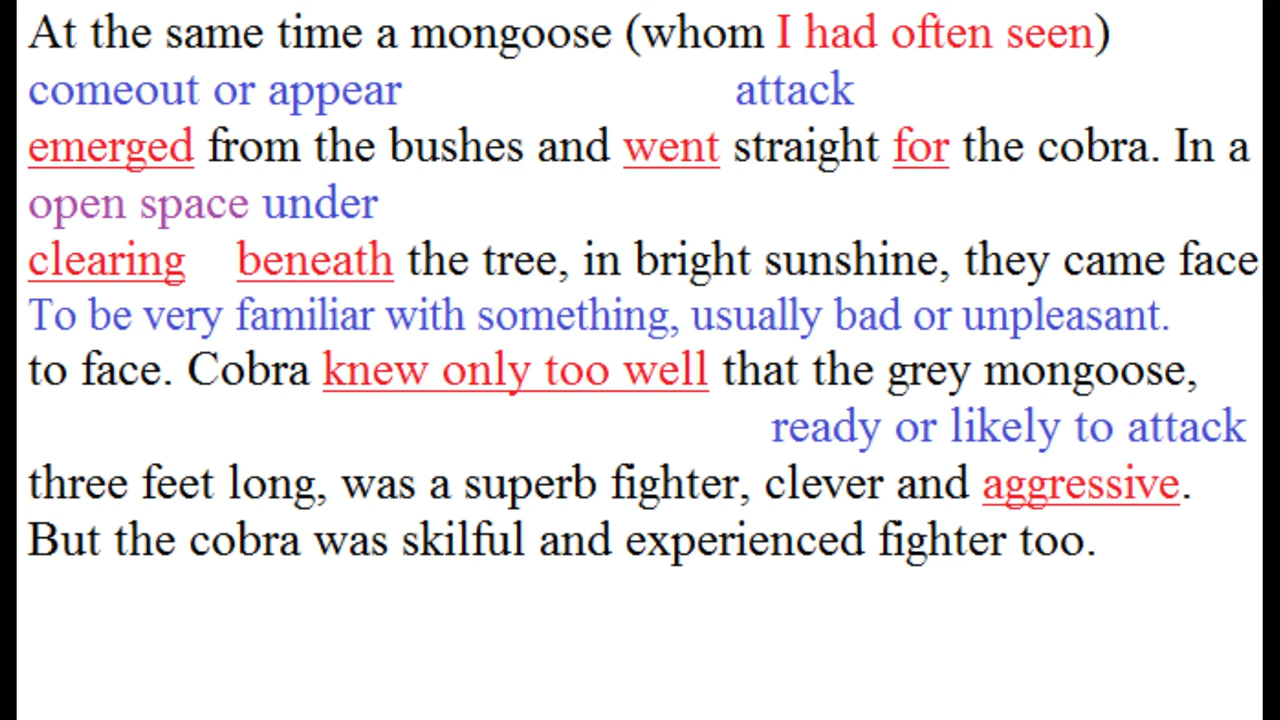 At the same time a mongoose (whom I had often seen)
comeout or appear attack
emerged from the bushes and went straight for the cobra. In a
open space under
clearing beneath the tree, in bright sunshine, they came face
To be very familiar with something, usually bad or unpleasant.
to face. Cobra knew only too well that the grey mongoose,
ready or likely to attack
three feet long, was a superb fighter, clever and aggressive.
But the cobra was skilful and experienced fighter too.